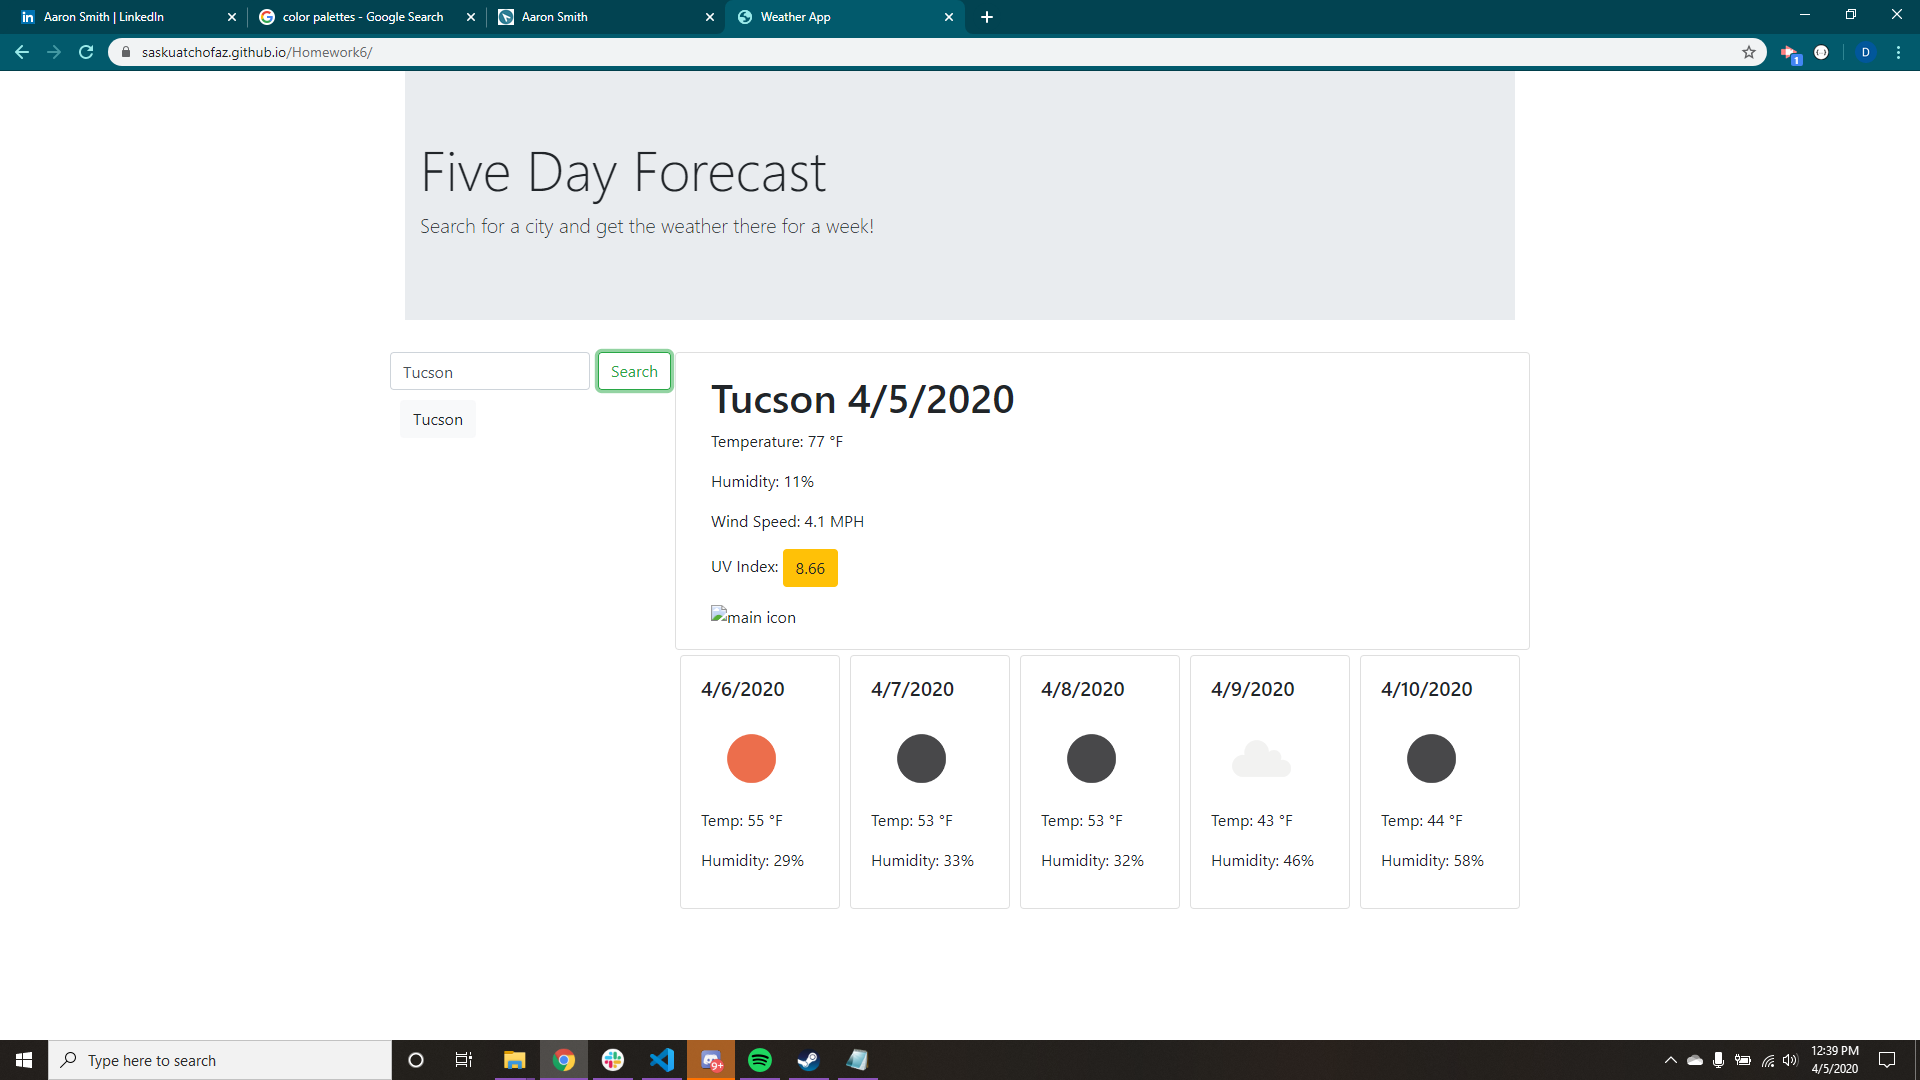 Aaron Smith | LinkedIn
color palettes - Google Search
Aaron Smith
Weather App
saskuatchofaz.github.io/Homework6/
1
D
Five Day Forecast
Search for a city and get the weather there for a week!
Tucson
Search
Tucson
Tucson 4/5/2020
Temperature: 77 °F
Humidity: 11%
Wind Speed: 4.1 MPH
UV Index: 8.66
main icon
4/6/2020
Temp: 55 °F
Humidity: 29%
4/7/2020
Temp: 53 °F
Humidity: 33%
4/8/2020
Temp: 53 °F
Humidity: 32%
4/9/2020
Temp: 43 °F
Humidity: 46%
4/10/2020
Temp: 44 °F
Humidity: 58%
Type here to search
9+
12:39 PM
4/5/2020